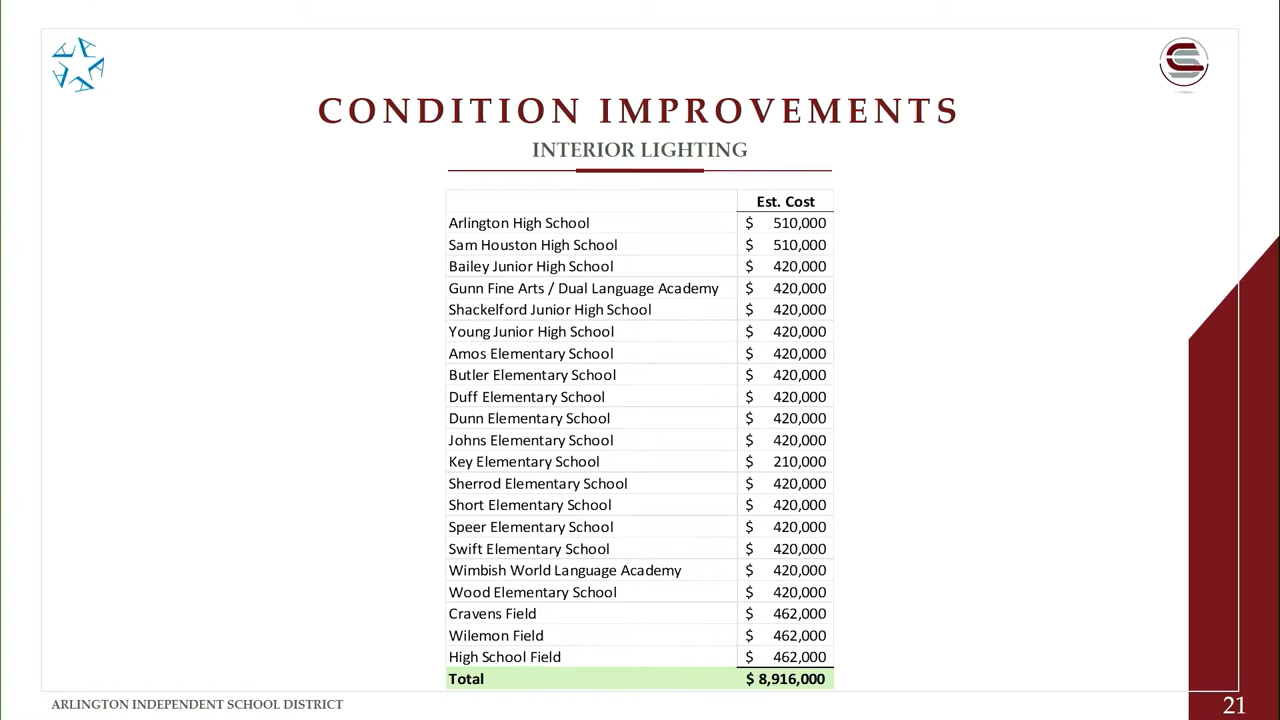 CONDITION IMPROVEMENTS
INTERIOR LIGHTING
Est. Cost
Arlington High School $ 510,000
Sam Houston High School $ 510,000
Bailey Junior High School $ 420,000
Gunn Fine Arts / Dual Language Academy $ 420,000
Shackelford Junior High School $ 420,000
Young Junior High School $ 420,000
Amos Elementary School $ 420,000
Butler Elementary School $ 420,000
Duff Elementary School $ 420,000
Dunn Elementary School $ 420,000
Johns Elementary School $ 420,000
Key Elementary School $ 210,000
Sherrod Elementary School $ 420,000
Short Elementary School $ 420,000
Speer Elementary School $ 420,000
Swift Elementary School $ 420,000
Wimbish World Language Academy $ 420,000
Wood Elementary School $ 420,000
Cravens Field $ 462,000
Wilemon Field $ 462,000
High School Field $ 462,000
Total $ 8,916,000
ARLINGTON INDEPENDENT SCHOOL DISTRICT
21